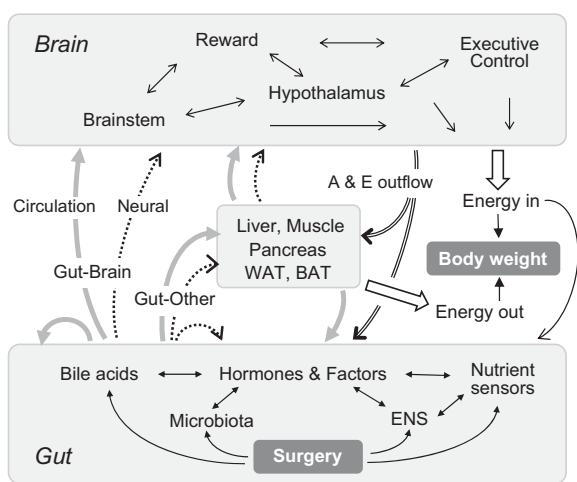 Brain
Reward
Executive
Control
Hypothalamus
Brainstem
A & E outflow
Circulation
Neural
Energy in
Liver, Muscle
Pancreas
WAT, BAT
Body weight
Gut-Brain
Gut-Other
Energy out
Bile acids
Hormones & Factors
Nutrient
sensors
Microbiota
ENS
Surgery
Gut